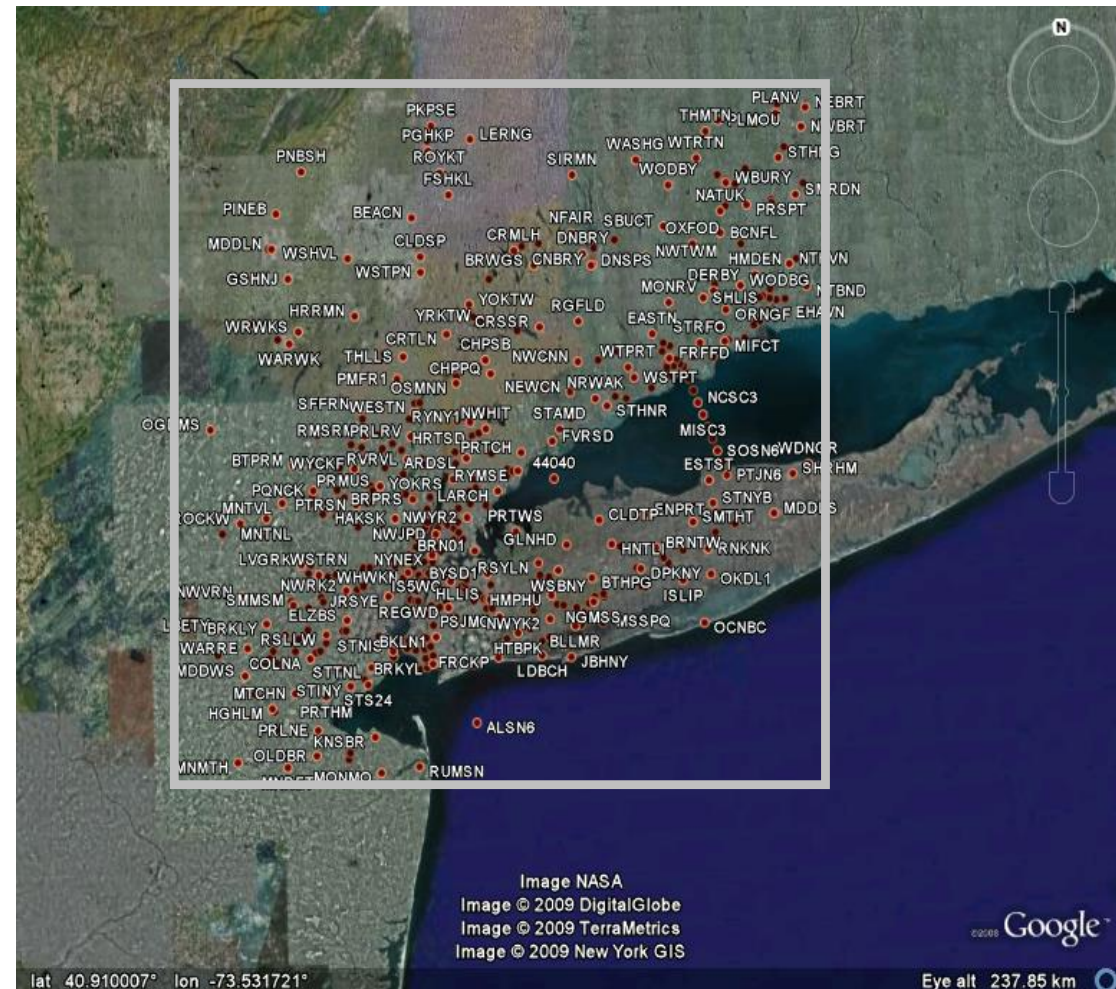 N
PLANV
NEBRT
THMTN
PLMOU
NWBRT
PKPSE
PGHKP
LERNG
ROYKT
FSHKL
PNBSH
SIRMN
WASHG
WTRTN
WODBY
STHNG
WBURY
SMRDN
NATUK
PRSPT
PINEB
BEACN
NFAIR
SBUCT
OXFOD
BCNFL
MDDLN
WSHVL
CLDSP
CRMLH
DNBRY
NWTWM
BRWGS
CNBRY
DNSPS
HMDEN
NTHVN
WSTPN
GSHNJ
DERBY
WODBG
MONRV
SHLIS
NTBND
HRRMN
YOKTW
YRKTW
CRSSR
RGFLD
EASTN
STRFO
ORNGF
EHAVN
WRWKS
WARWK
CRTLN
CHPSB
THLLS
CHPPQ
NWCNN
WTPRT
FRFFD
MIFCT
PMFR1
OSMNN
NEWCN
NRWAK
WSTPT
NCSC3
SFFRN
WESTN
RYNY1
NWHIT
STAMD
STHNR
OGDMS
RMSRM
PRLRV
HRTSD
PRTCH
FVRSD
MISC3
SOSN6
WDNCR
BTPRM
WYCKF
RVRVL
ARDSL
RYMSE
44040
ESTST
PTJN6
SHRHM
PRMUS
YOKRS
LARCH
PQNCK
PTRSN
BRPRS
STNYB
MNTVL
ROCKW
HAKSK
NWYR2
PRTWS
CLDTP
ENPRT
SMTHT
MDDLS
MNTNL
NWJPD
BRN01
GLNHD
HNTLI
BRNTW
RNKNK
LVGRK
WSTRN
NYNEX
RSYLN
NWRK2
WHWKN
IS5WC
BYSD1
WSBNY
BTHPG
DPKNY
OKDL1
NWVRN
SMMSM
JRSYE
HLLIS
HMPHU
ISLIP
ELZBS
REGWD
LBETY
BRKLY
PSJMC
NWYK2
NGMSS
MSSPQ
OCNBC
RSLLW
STNIS
BKLN1
HTBPK
BLLMR
WARRE
COLNA
STTNL
BRKYL
FRCKP
LDBCH
JBHNY
MDDWS
MTCHN
STINY
STS24
HGHLM
PRTHM
PRLNE
KNSBR
ALSN6
OLDBR
MNMTH
MONMO
RUMSN
Image NASA
Image © 2009 DigitalGlobe
Image © 2009 TerraMetrics
Image © 2009 New York GIS
Google
lat 40.910007° lon -73.531721°
Eye alt 237.85 km